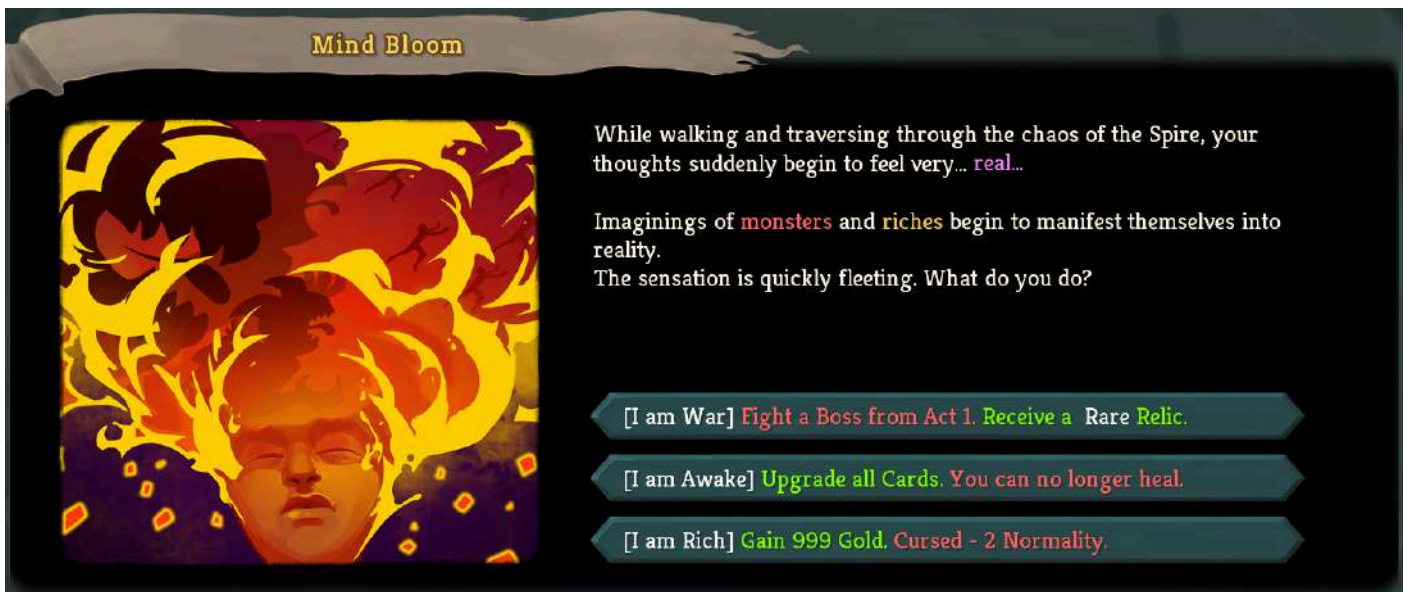 Mind Bloom
While walking and traversing through the chaos of the Spire, your
thoughts suddenly begin to feel very... real...
Imaginings of monsters and riches begin to manifest themselves into
reality.
The sensation is quickly fleeting. What do you do?
[I am War] Fight a Boss from Act 1. Receive a Rare Relic.
[I am Awake] Upgrade all Cards. You can no longer heal.
[I am Rich] Gain 999 Gold. Cursed - 2 Normality.